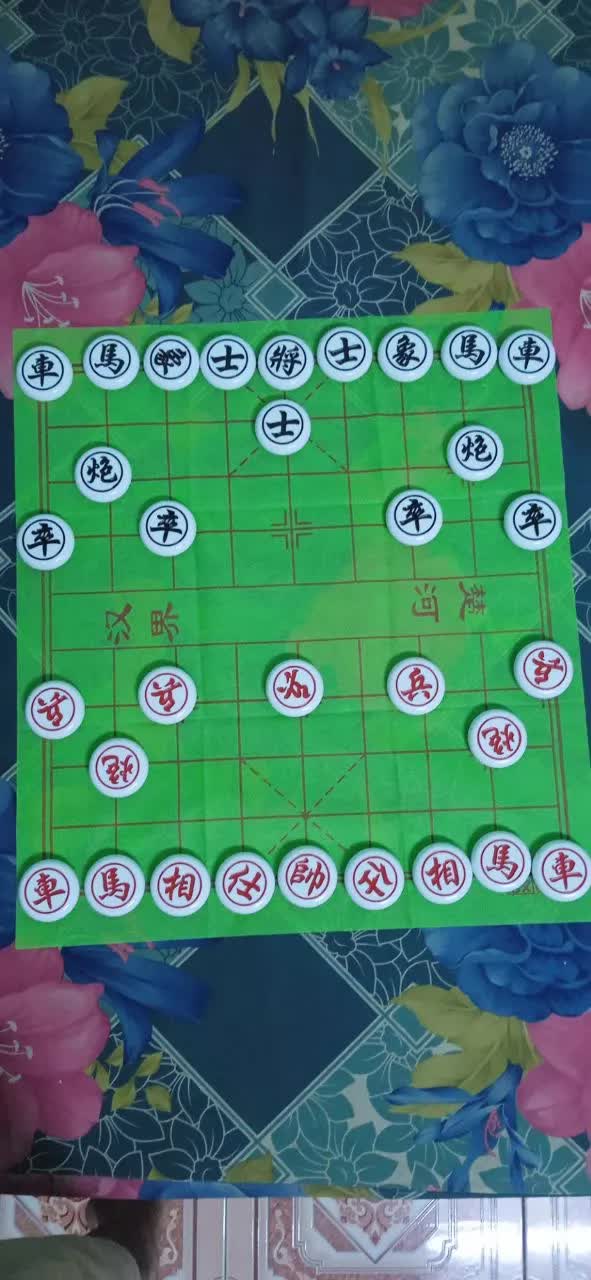 車 馬 象 士 將 士 象 馬 車
士
炮 炮
卒 卒 卒 卒
汉 界 河 楚
兵 兵 兵 兵 兵
炮 炮
車 馬 相 仕 帥 仕 相 馬 車